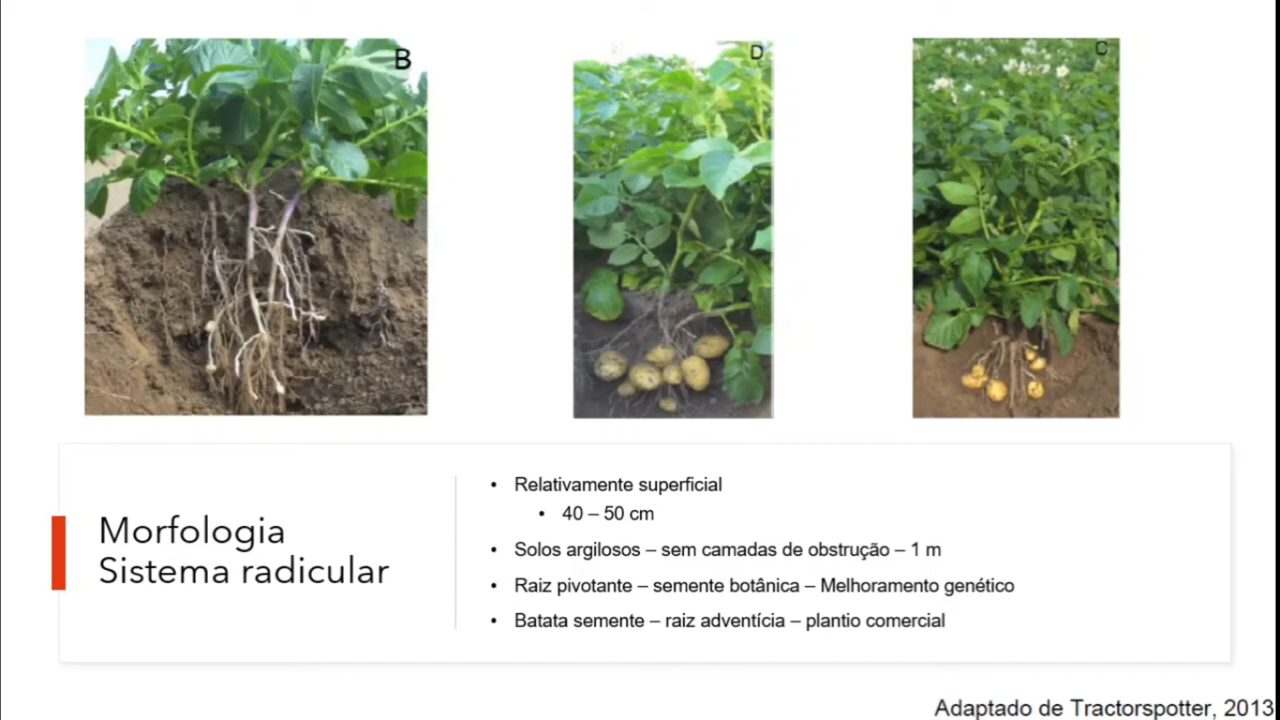 B
D
C
Morfologia
Sistema radicular
• Relativamente superficial
• 40 – 50 cm
• Solos argilosos – sem camadas de obstrução – 1 m
• Raiz pivotante – semente botânica – Melhoramento genético
• Batata semente – raiz adventícia – plantio comercial
Adaptado de Tractorspotter, 2013